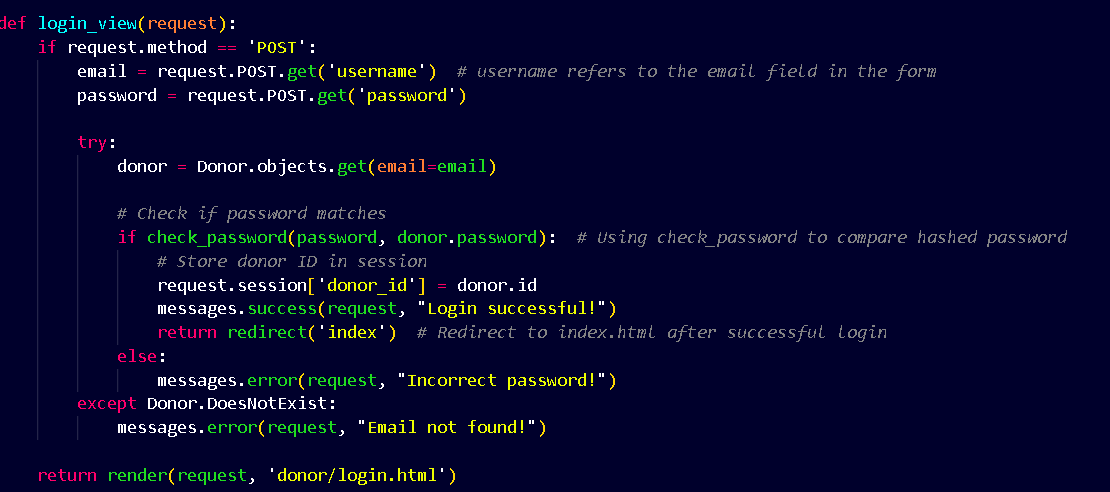 def login_view(request):
    if request.method == 'POST':
        email = request.POST.get('username')  # username refers to the email field in the form
        password = request.POST.get('password')

        try:
            donor = Donor.objects.get(email=email)

            # Check if password matches
            if check_password(password, donor.password):  # Using check_password to compare hashed password
                # Store donor ID in session
                request.session['donor_id'] = donor.id
                messages.success(request, "Login successful!")
                return redirect('index')  # Redirect to index.html after successful login
            else:
                messages.error(request, "Incorrect password!")
        except Donor.DoesNotExist:
            messages.error(request, "Email not found!")

    return render(request, 'donor/login.html')